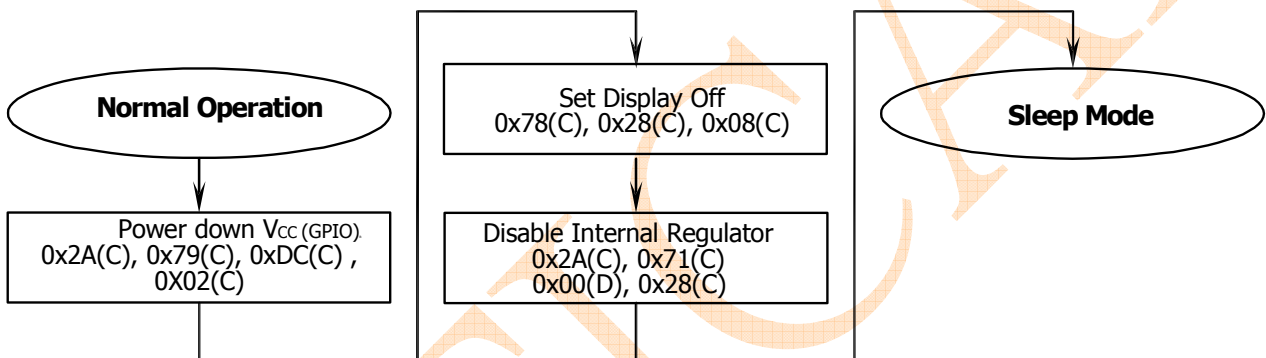 Normal Operation
Power down VCC (GPIO).
0x2A(C), 0x79(C), 0xDC(C) ,
0X02(C)
Set Display Off
0x78(C), 0x28(C), 0x08(C)
Disable Internal Regulator
0x2A(C), 0x71(C)
0x00(D), 0x28(C)
Sleep Mode